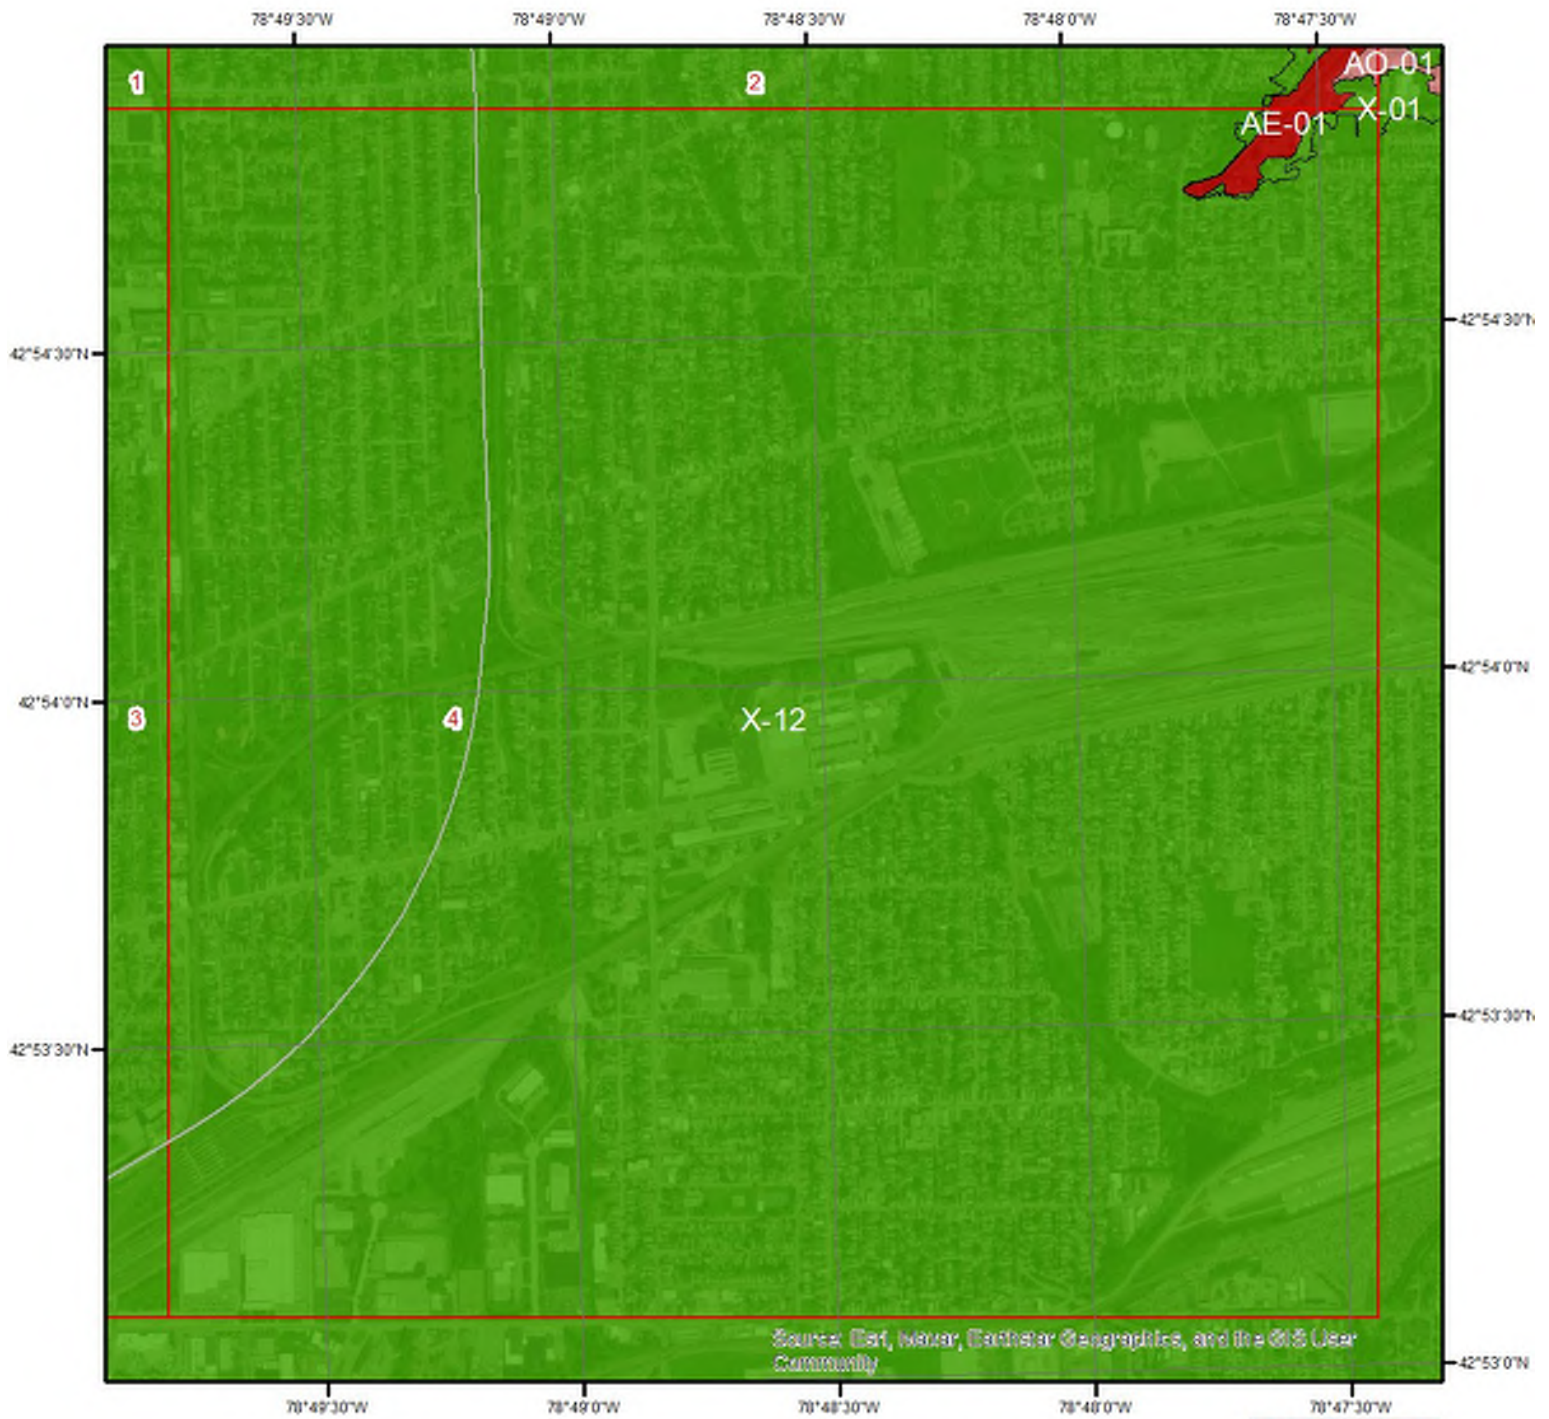 78°49'30"W 78°49'0"W 78°48'30"W 78°48'0"W 78°47'30"W
1 2 AO-01
X-01
AE-01
42°54'30"N
42°54'30"N
42°54'0"N
42°54'0"N
3 4 X-12
42°53'30"N
42°53'30"N
Source: Esri, Maxar, Earthstar Geographics, and the GIS User
Community
42°53'0"N
78°49'30"W 78°49'0"W 78°48'30"W 78°48'0"W 78°47'30"W